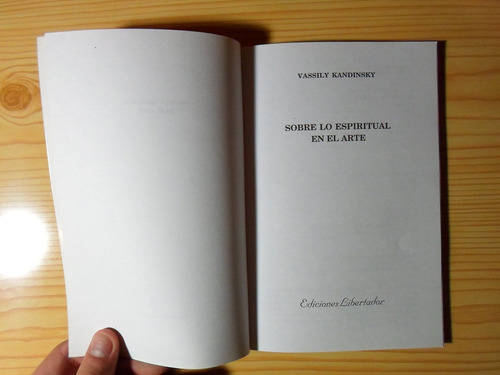 VASSILY KANDINSKY
SOBRE LO ESPIRITUAL
EN EL ARTE
Ediciones Libertador